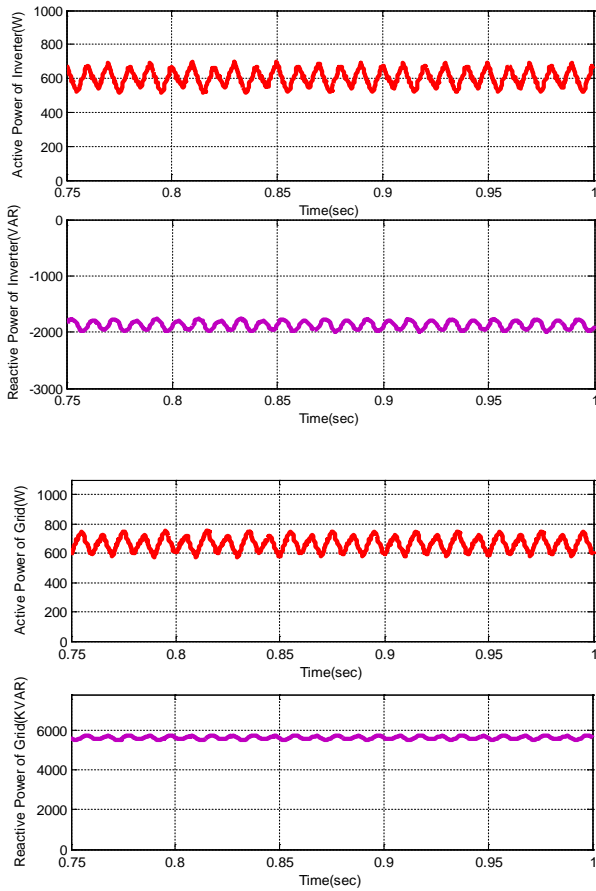 Active Power of Inverter(W)
1000
800
600
400
200
0
0.75 0.8 0.85 0.9 0.95 1
Time(sec)
Reactive Power of Inverter(VAR)
0
-1000
-2000
-3000
0.75 0.8 0.85 0.9 0.95 1
Time(sec)
Active Power of Grid(W)
1000
800
600
400
200
0
0.75 0.8 0.85 0.9 0.95 1
Time(sec)
Reactive Power of Grid(KVAR)
6000
4000
2000
0
0.75 0.8 0.85 0.9 0.95 1
Time(sec)